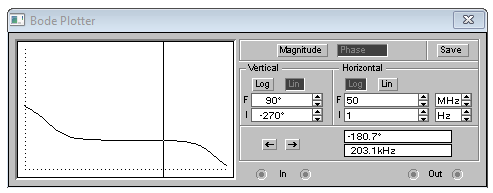 Bode Plotter
Magnitude Phase Save
Vertical Horizontal
Log Lin Log Lin
F 90° F 50 MHz
I -270° I 1 Hz
-180.7°
← → 203.1kHz
In Out